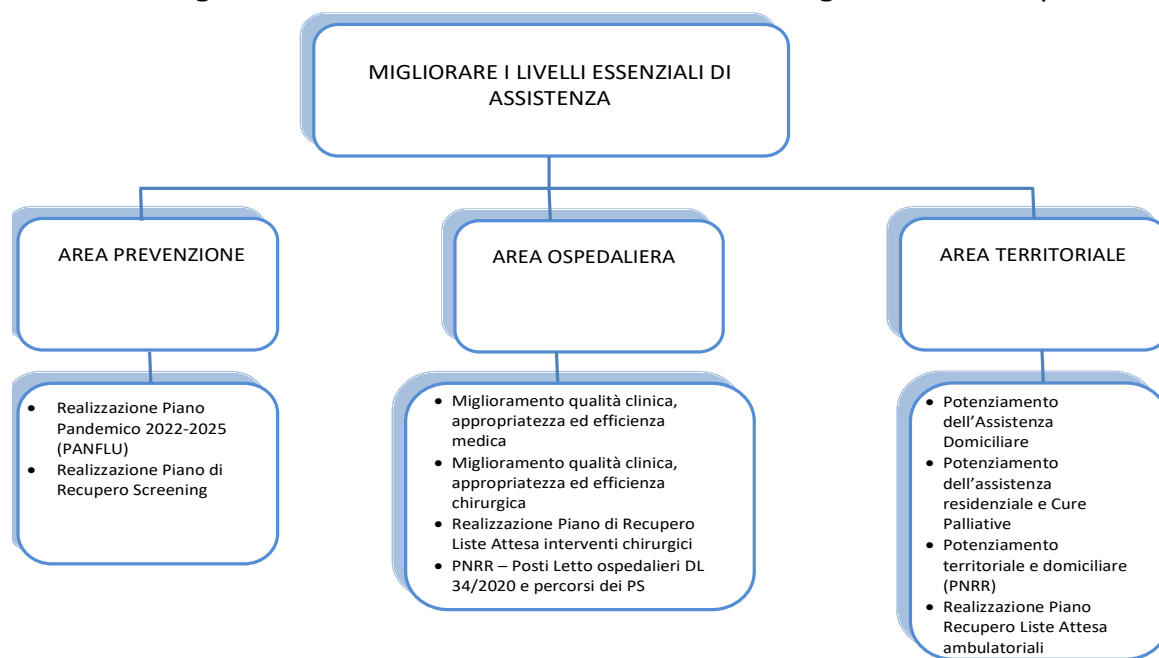 MIGLIORARE I LIVELLI ESSENZIALI DI
ASSISTENZA
AREA PREVENZIONE
AREA OSPEDALIERA
AREA TERRITORIALE
• Realizzazione Piano
Pandemico 2022-2025
(PANFLU)
• Realizzazione Piano di
Recupero Screening
• Miglioramento qualità clinica,
appropriatezza ed efficienza
medica
• Miglioramento qualità clinica,
appropriatezza ed efficienza
chirurgica
• Realizzazione Piano di Recupero
Liste Attesa interventi chirurgici
• PNRR – Posti Letto ospedalieri DL
34/2020 e percorsi dei PS
• Potenziamento
dell’Assistenza
Domiciliare
• Potenziamento
dell’assistenza
residenziale e Cure
Palliative
• Potenziamento
territoriale e domiciliare
(PNRR)
• Realizzazione Piano
Recupero Liste Attesa
ambulatoriali